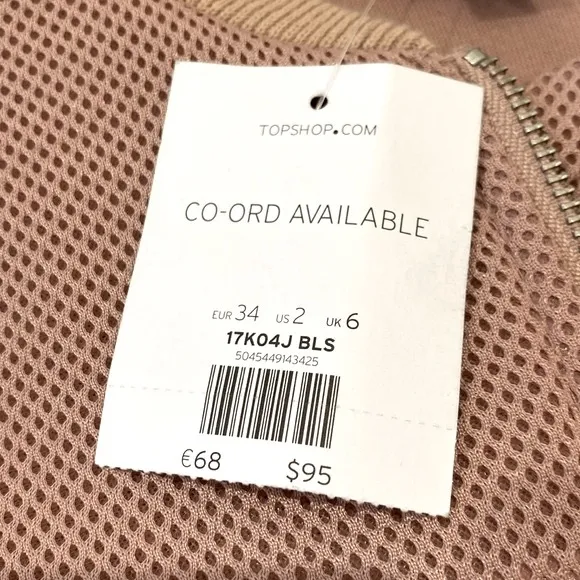 TOPSHOP.COM
CO-ORD AVAILABLE
EUR 34 US 2 UK 6
17K04J BLS
5045449143425
€68 $95